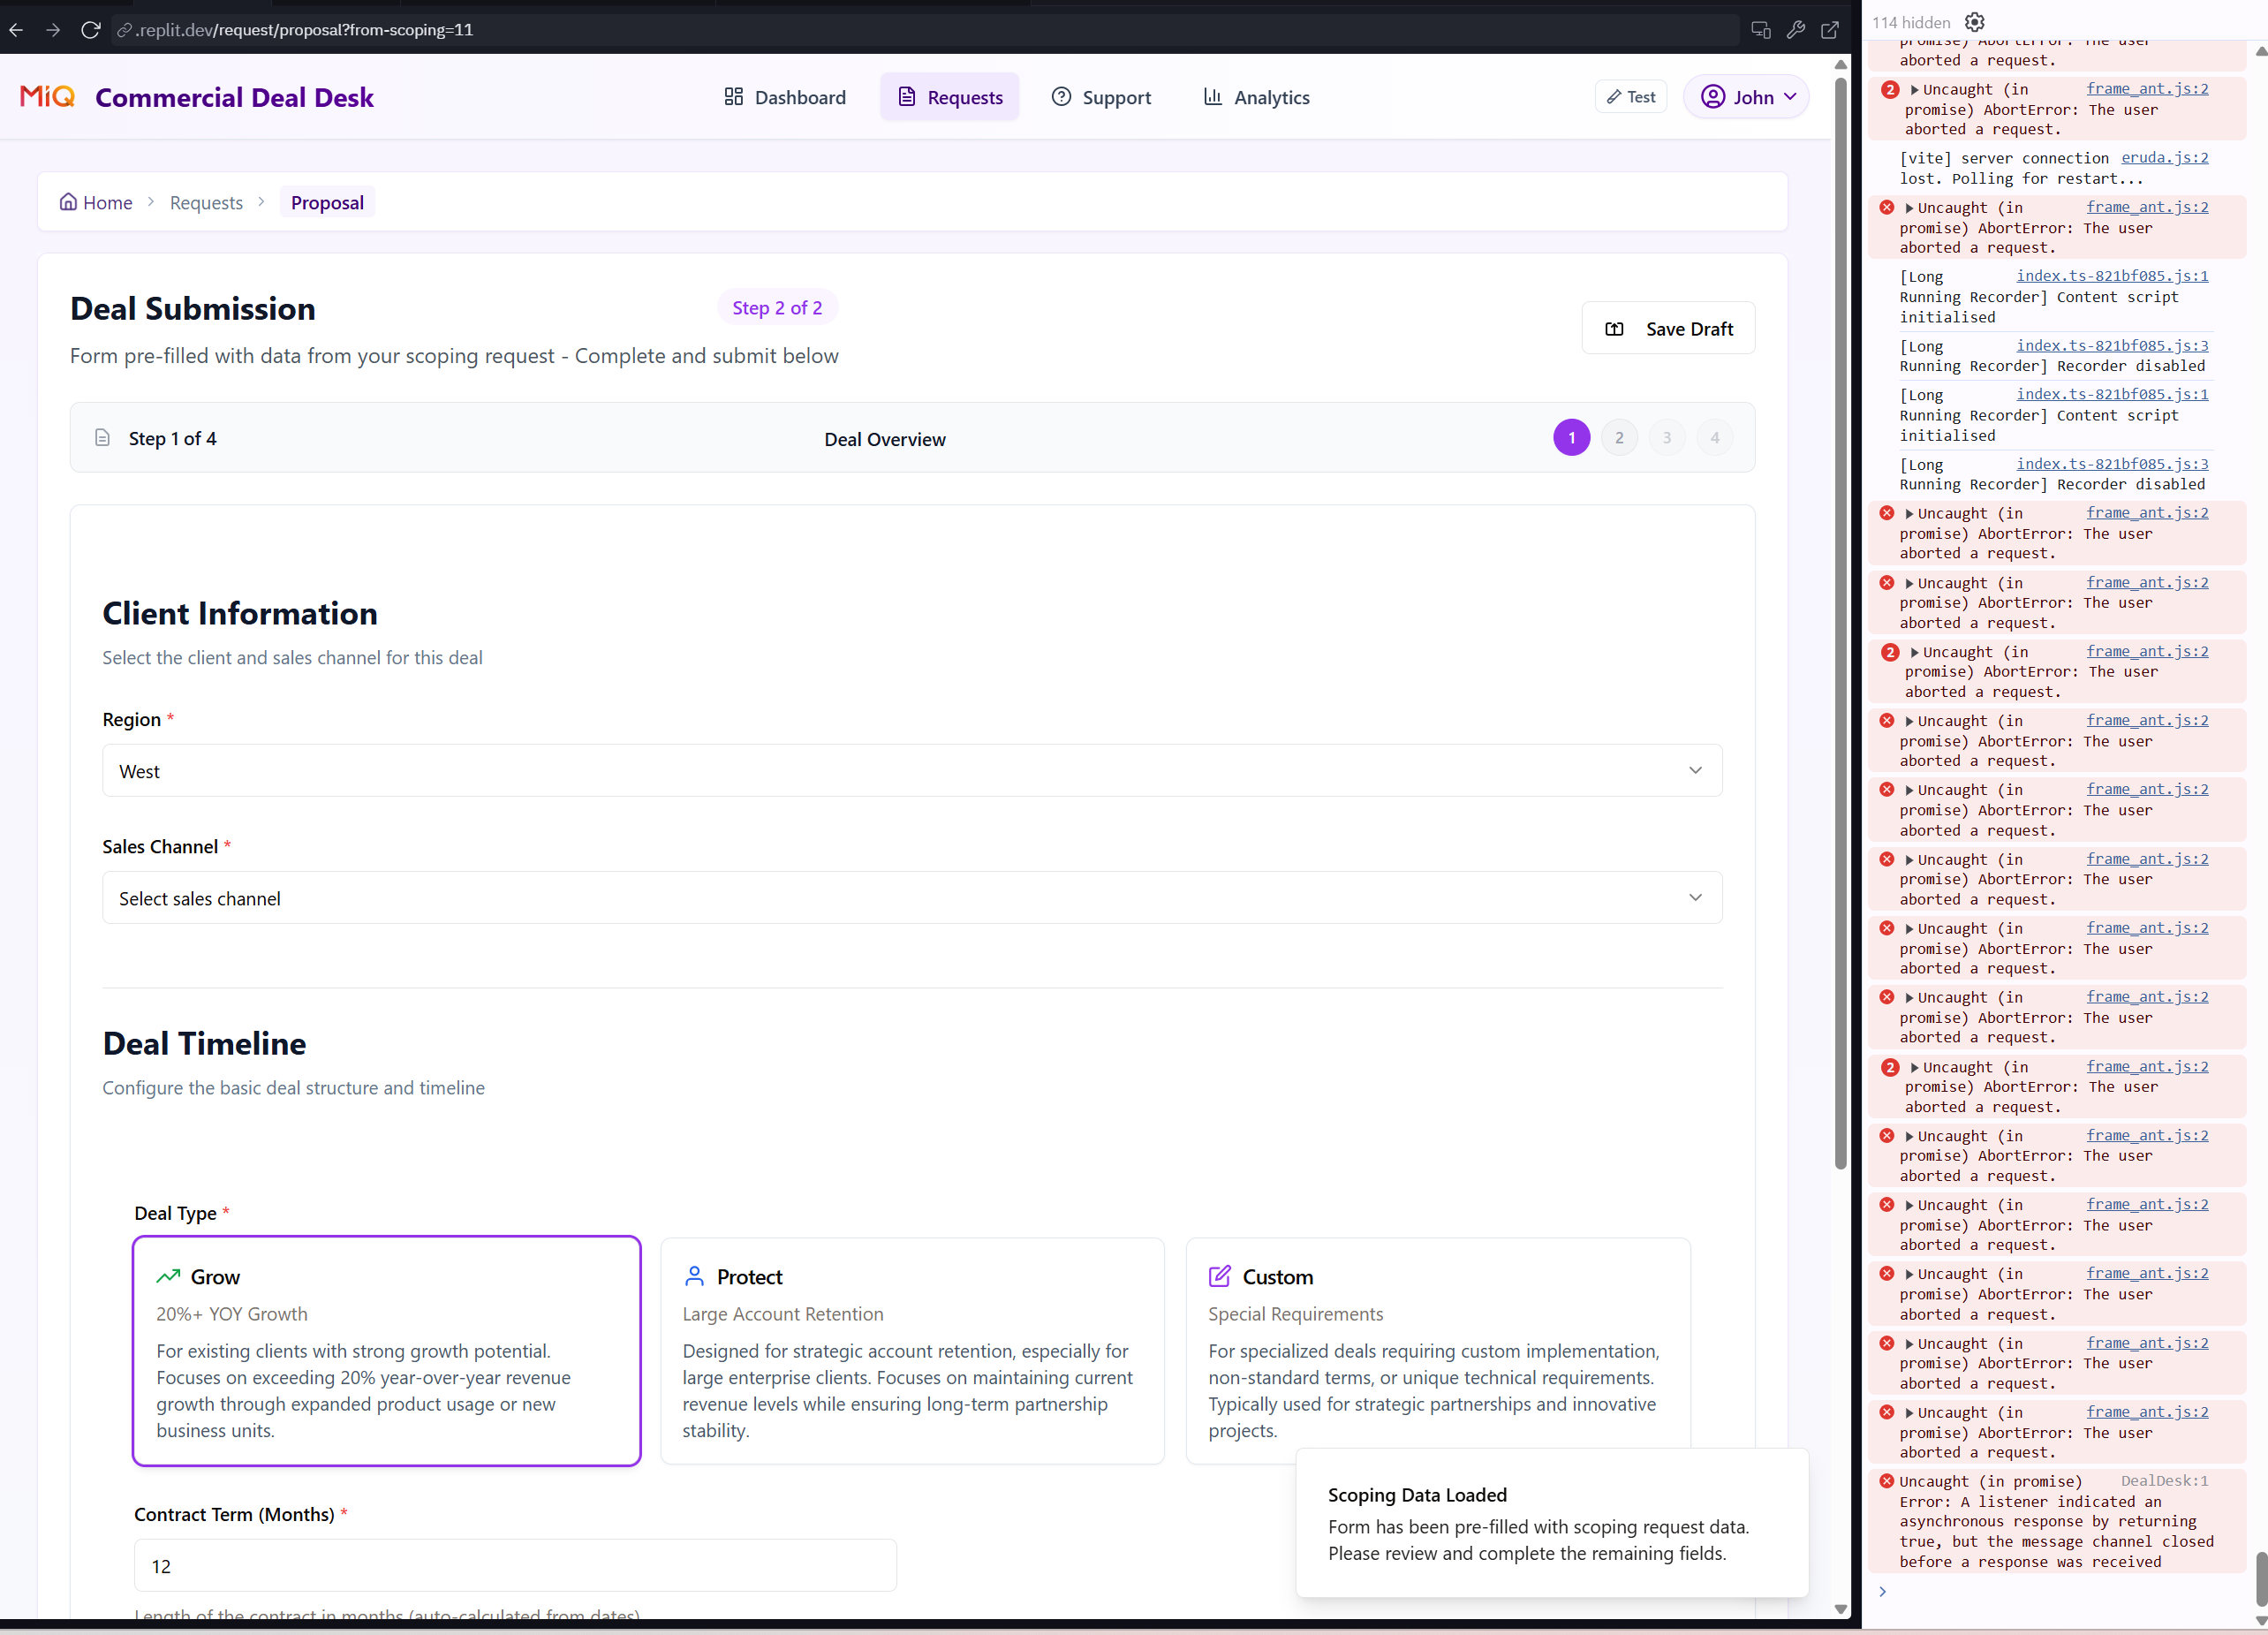 .replit.dev/request/proposal?from-scoping=11
MiQ Commercial Deal Desk
Dashboard
Requests
Support
Analytics
Test
John
Home > Requests > Proposal
Deal Submission
Step 2 of 2
Form pre-filled with data from your scoping request - Complete and submit below
Save Draft
Step 1 of 4
Deal Overview
1 2 3 4
Client Information
Select the client and sales channel for this deal
Region *
West
Sales Channel *
Select sales channel
Deal Timeline
Configure the basic deal structure and timeline
Deal Type *
Grow
20%+ YOY Growth
For existing clients with strong growth potential.
Focuses on exceeding 20% year-over-year revenue
growth through expanded product usage or new
business units.
Protect
Large Account Retention
Designed for strategic account retention, especially for
large enterprise clients. Focuses on maintaining current
revenue levels while ensuring long-term partnership
stability.
Custom
Special Requirements
For specialized deals requiring custom implementation,
non-standard terms, or unique technical requirements.
Typically used for strategic partnerships and innovative
projects.
Contract Term (Months) *
12
Length of the contract in months (auto-calculated from dates)
Scoping Data Loaded
Form has been pre-filled with scoping request data.
Please review and complete the remaining fields.
114 hidden
promise) AbortError: The user
aborted a request.
2 Uncaught (in frame_ant.js:2
promise) AbortError: The user
aborted a request.
[vite] server connection eruda.js:2
lost. Polling for restart...
Uncaught (in frame_ant.js:2
promise) AbortError: The user
aborted a request.
[Long index.ts-821bf085.js:1
Running Recorder] Content script
initialised
[Long index.ts-821bf085.js:3
Running Recorder] Recorder disabled
[Long index.ts-821bf085.js:1
Running Recorder] Content script
initialised
[Long index.ts-821bf085.js:3
Running Recorder] Recorder disabled
Uncaught (in frame_ant.js:2
promise) AbortError: The user
aborted a request.
Uncaught (in frame_ant.js:2
promise) AbortError: The user
aborted a request.
2 Uncaught (in frame_ant.js:2
promise) AbortError: The user
aborted a request.
Uncaught (in frame_ant.js:2
promise) AbortError: The user
aborted a request.
Uncaught (in frame_ant.js:2
promise) AbortError: The user
aborted a request.
Uncaught (in frame_ant.js:2
promise) AbortError: The user
aborted a request.
Uncaught (in frame_ant.js:2
promise) AbortError: The user
aborted a request.
Uncaught (in frame_ant.js:2
promise) AbortError: The user
aborted a request.
2 Uncaught (in frame_ant.js:2
promise) AbortError: The user
aborted a request.
Uncaught (in frame_ant.js:2
promise) AbortError: The user
aborted a request.
Uncaught (in frame_ant.js:2
promise) AbortError: The user
aborted a request.
Uncaught (in frame_ant.js:2
promise) AbortError: The user
aborted a request.
Uncaught (in frame_ant.js:2
promise) AbortError: The user
aborted a request.
Uncaught (in frame_ant.js:2
promise) AbortError: The user
aborted a request.
Uncaught (in promise) DealDesk:1
Error: A listener indicated an
asynchronous response by returning
true, but the message channel closed
before a response was received